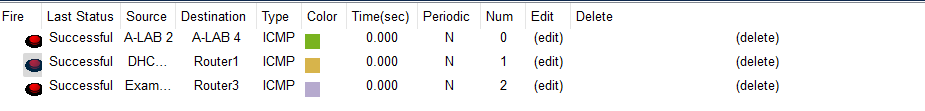 Fire Last Status Source Destination Type Color Time(sec) Periodic Num Edit Delete
Successful A-LAB 2 A-LAB 4 ICMP 0.000 N 0 (edit) (delete)
Successful DHC... Router1 ICMP 0.000 N 1 (edit) (delete)
Successful Exam... Router3 ICMP 0.000 N 2 (edit) (delete)